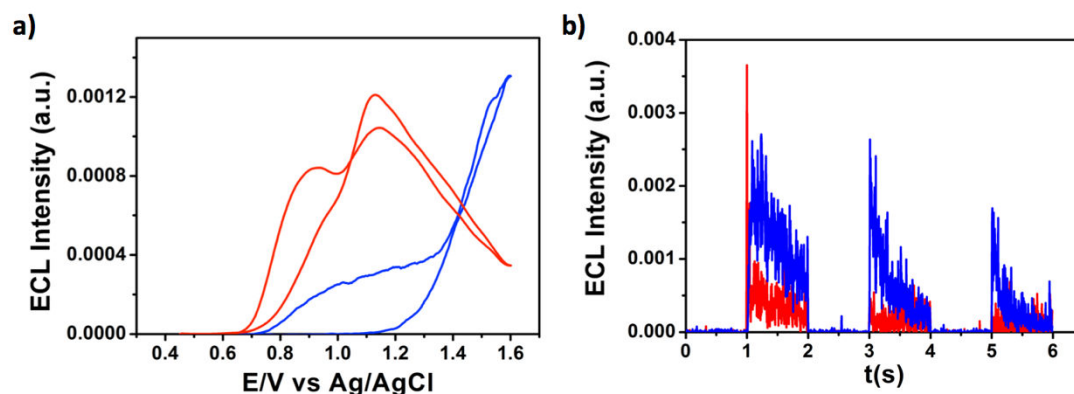 a)
ECL Intensity (a.u.)
0.0012
0.0008
0.0004
0.0000
0.4 0.6 0.8 1.0 1.2 1.4 1.6
E/V vs Ag/AgCl
b)
ECL Intensity (a.u.)
0.004
0.003
0.002
0.001
0.000
0 1 2 3 4 5 6
t(s)